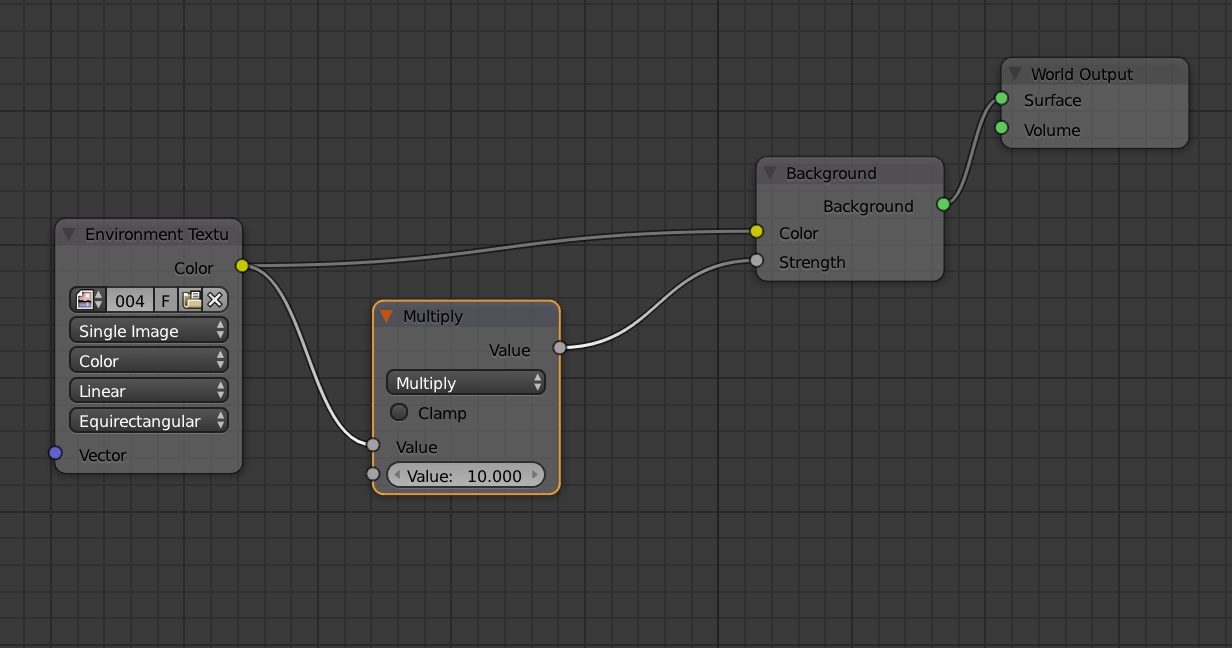 World Output
Surface
Volume
Background
Background
Color
Strength
Environment Textu
Color
004 F
Single Image
Color
Linear
Equirectangular
Vector
Multiply
Value
Multiply
Clamp
Value
Value: 10.000